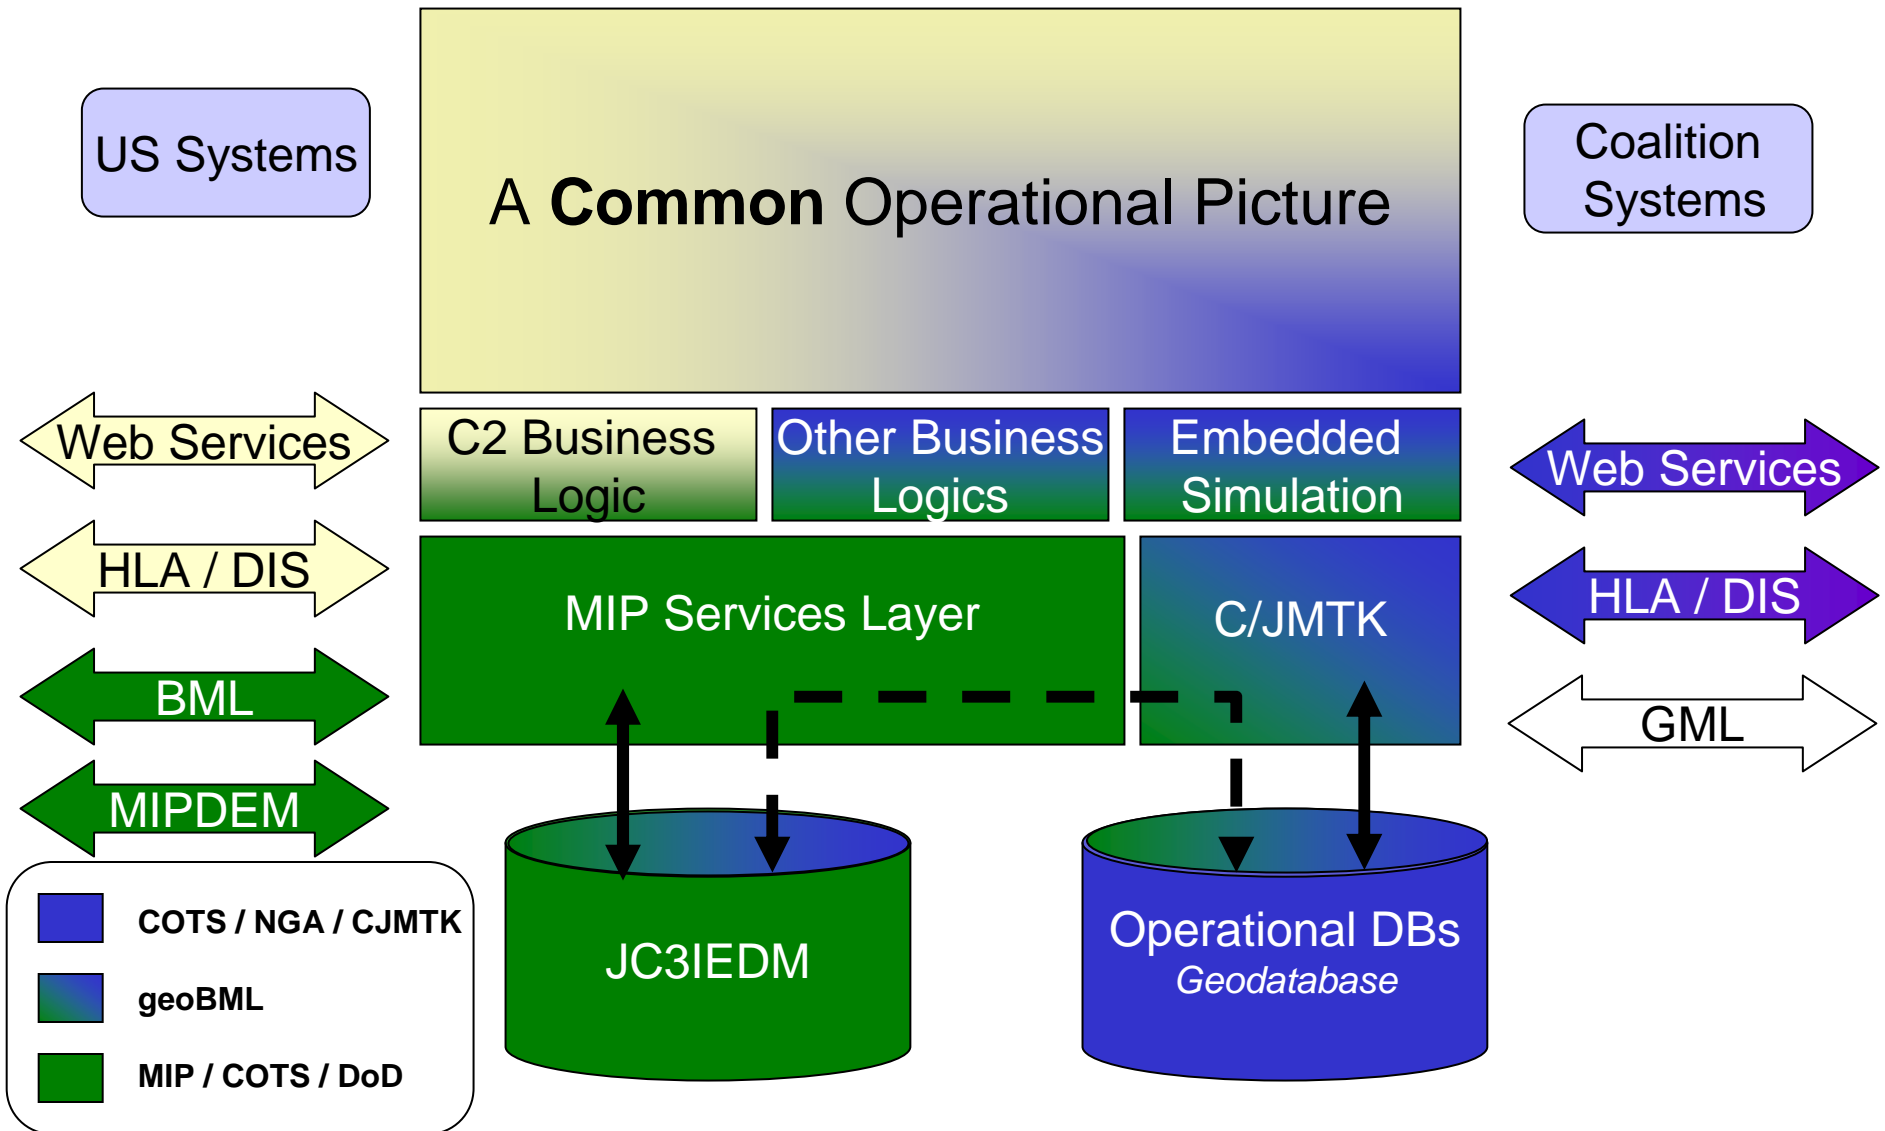 US Systems
A Common Operational Picture
Coalition
Systems
Web Services
HLA / DIS
BML
MIPDEM
C2 Business
Logic
Other Business
Logics
Embedded
Simulation
MIP Services Layer
C/JMTK
Web Services
HLA / DIS
GML
JC3IEDM
Operational DBs
Geodatabase
COTS / NGA / CJMTK
geoBML
MIP / COTS / DoD